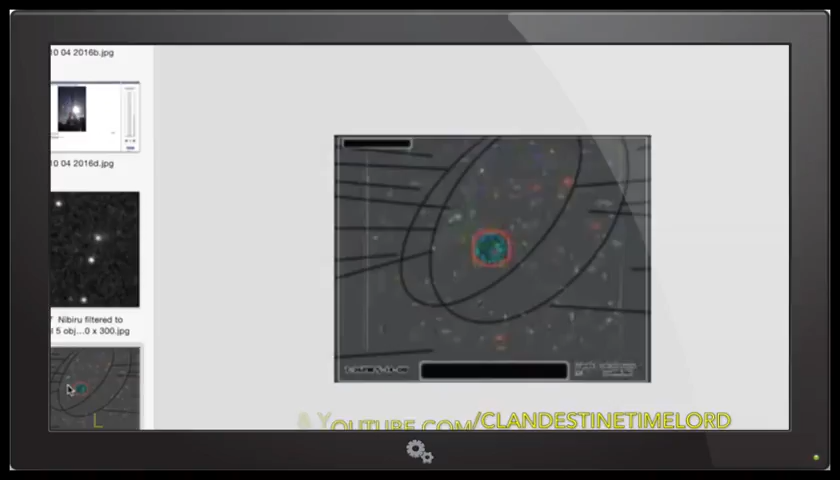 10 04 2016b.jpg
10 04 2016d.jpg
Nibiru filtered to
l 5 obj...0 x 300.jpg
& YOUTUBE.COM/CLANDESTINETIMELORD
L